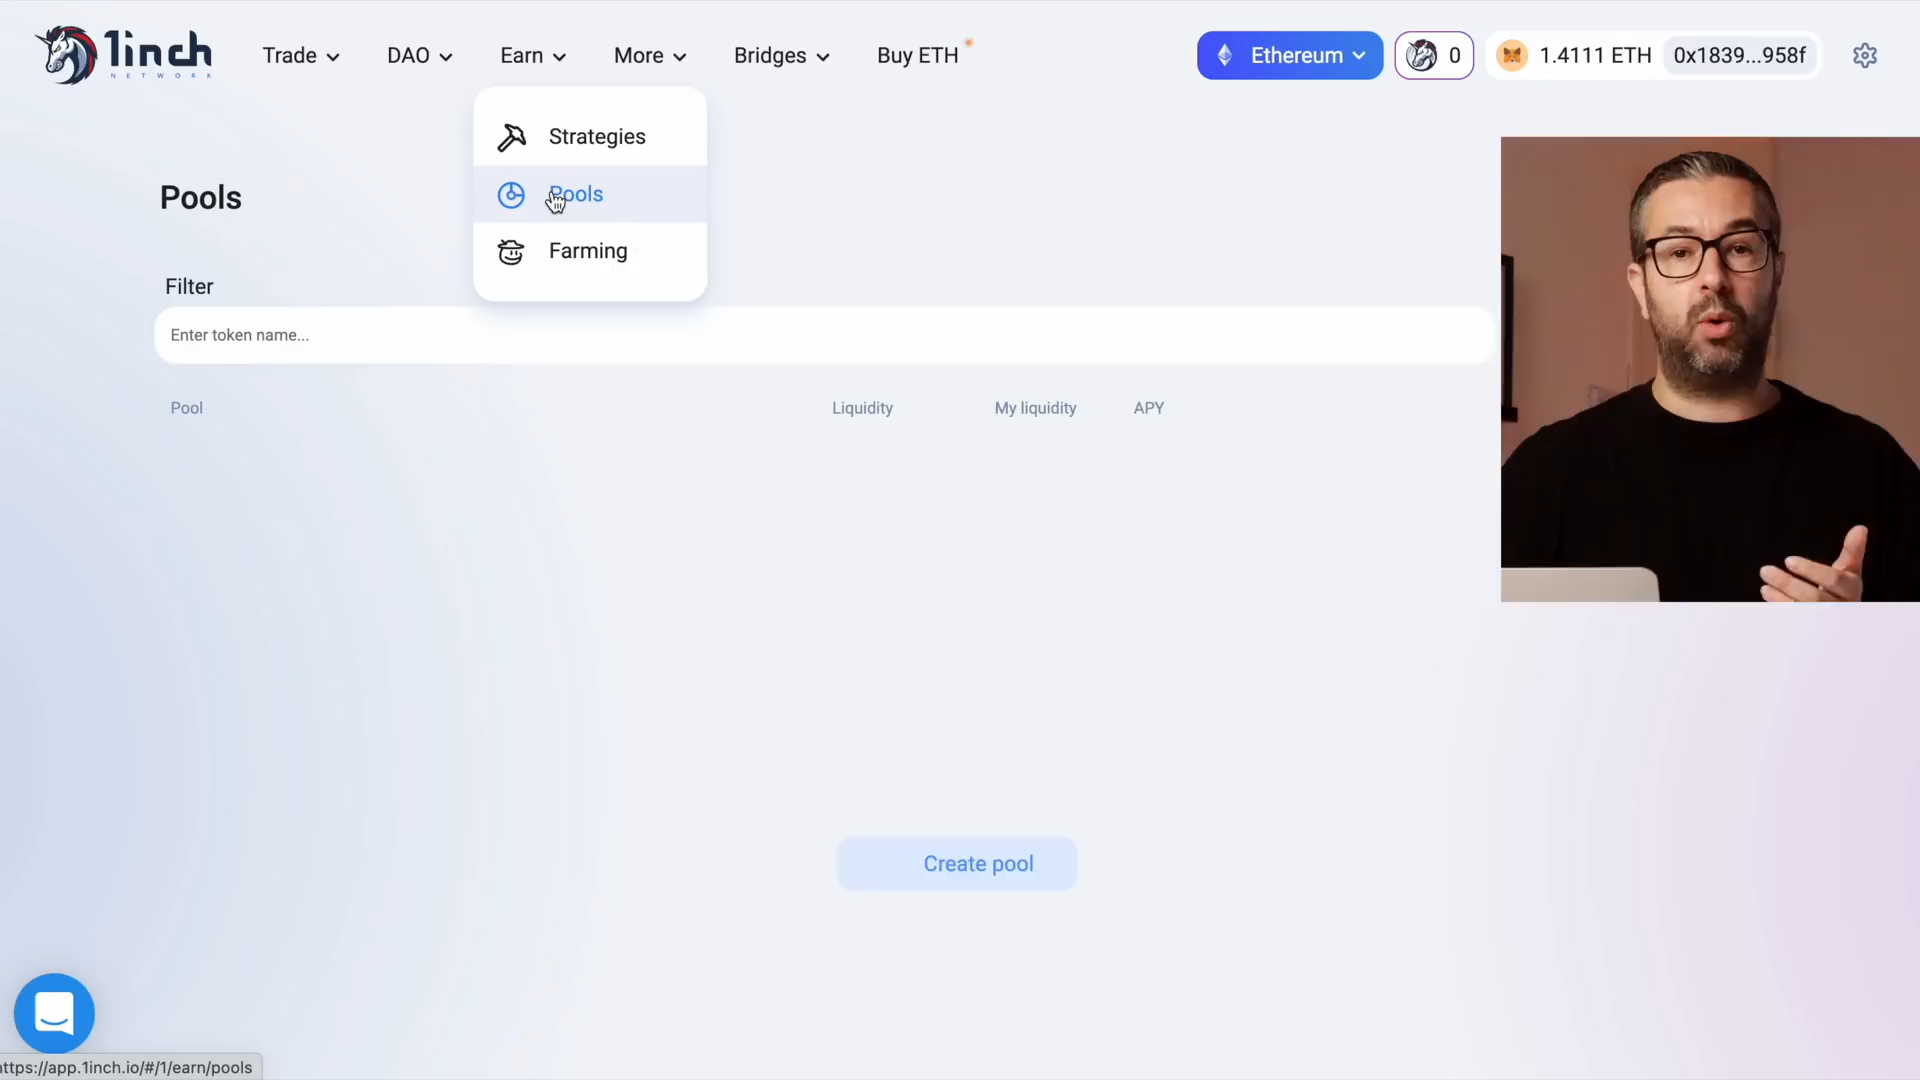 1inch
NETWORK
Trade
DAO
Earn
More
Bridges
Buy ETH
Ethereum
0
1.4111 ETH
0x1839...958f
Strategies
Pools
Farming
Pools
Filter
Enter token name...
Pool
Liquidity
My liquidity
APY
Create pool
https://app.1inch.io/#/1/earn/pools